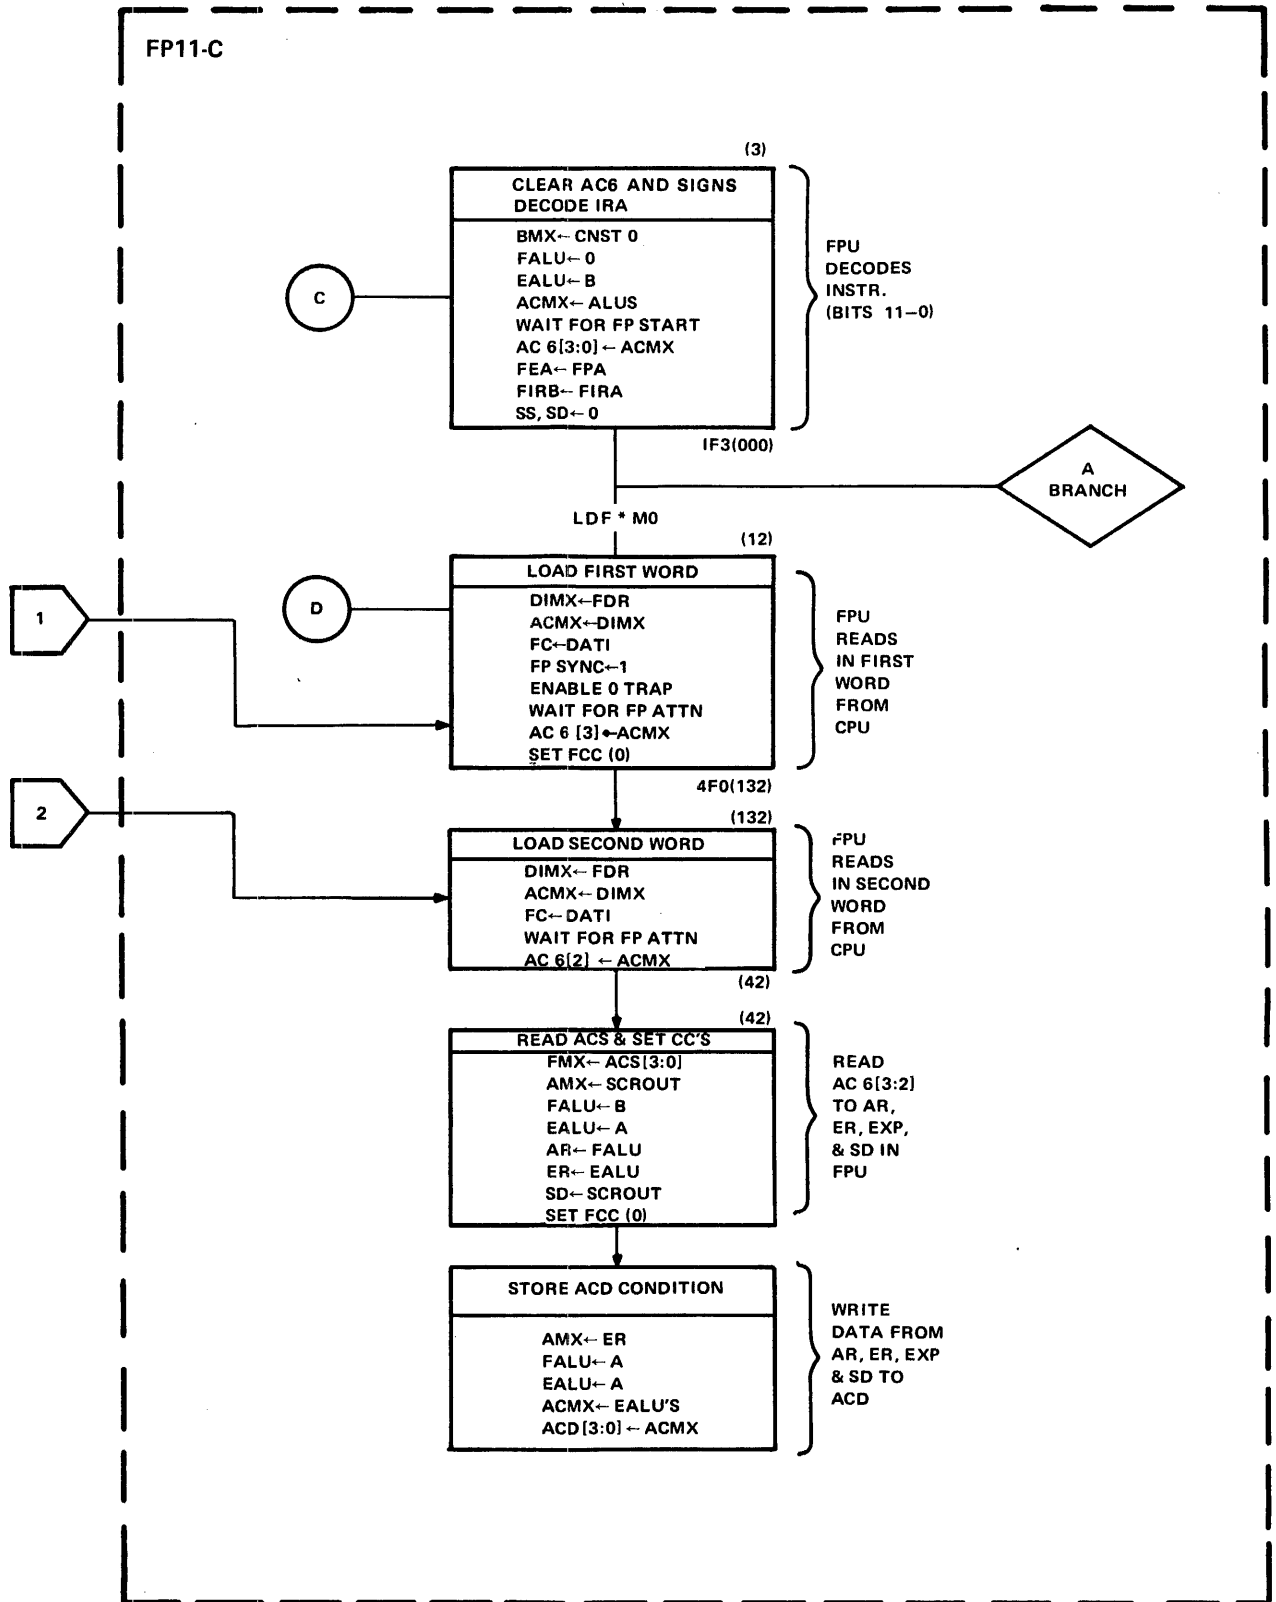 FP11-C
(3)
CLEAR AC6 AND SIGNS
DECODE IRA
BMX← CNST 0
FALU← 0
EALU← B
ACMX← ALUS
WAIT FOR FP START
AC 6[3:0]← ACMX
FEA← FPA
FIRB← FIRA
SS, SD← 0
FPU
DECODES
INSTR.
(BITS 11–0)
C
IF3(000)
A
BRANCH
LDF * M0
(12)
LOAD FIRST WORD
DIMX←FDR
ACMX←DIMX
FC←DATI
FP SYNC←1
ENABLE 0 TRAP
WAIT FOR FP ATTN
AC 6 [3]←ACMX
SET FCC (0)
D
1
FPU
READS
IN FIRST
WORD
FROM
CPU
4F0(132)
2
(132)
LOAD SECOND WORD
DIMX← FDR
ACMX← DIMX
FC← DATI
WAIT FOR FP ATTN
AC 6[2] ← ACMX
FPU
READS
IN SECOND
WORD
FROM
CPU
(42)
(42)
READ ACS & SET CC'S
FMX← ACS[3:0]
AMX← SCROUT
FALU← B
EALU← A
AR← FALU
ER← EALU
SD← SCROUT
SET FCC (0)
READ
AC 6[3:2]
TO AR,
ER, EXP,
& SD IN
FPU
STORE ACD CONDITION
AMX← ER
FALU← A
EALU← A
ACMX← EALU'S
ACD[3:0] ← ACMX
WRITE
DATA FROM
AR, ER, EXP
& SD TO
ACD